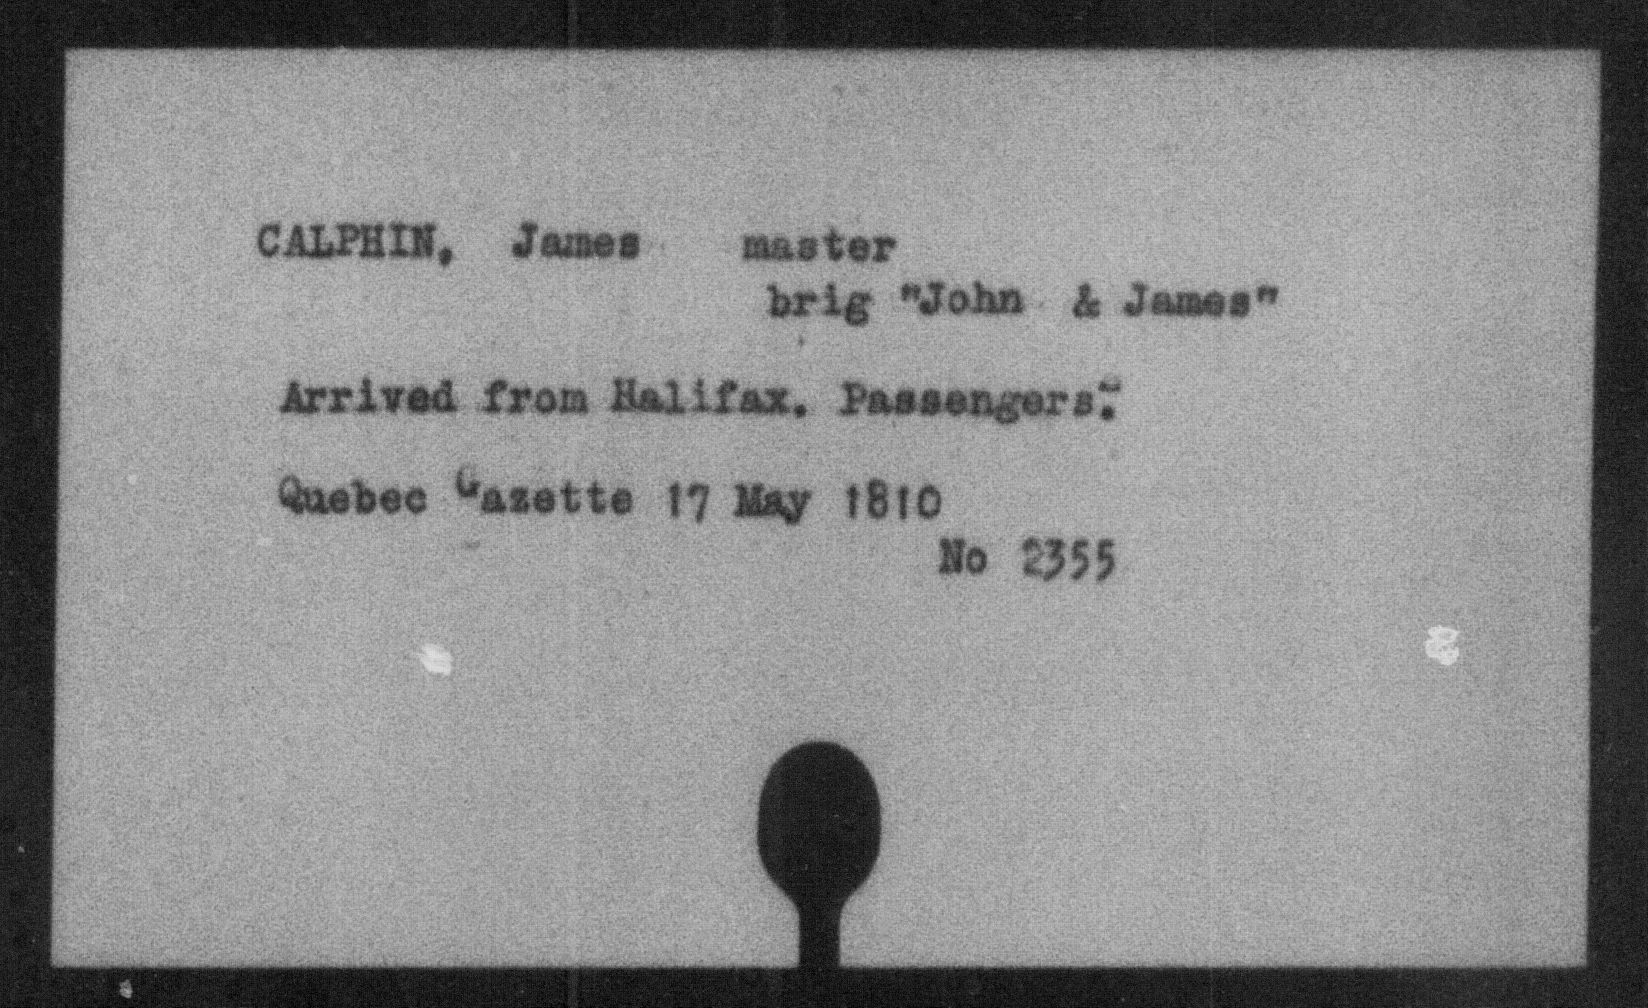 CALPHIN, James master
brig "John & James"
Arrived from Halifax. Passengers.
Quebec Gazette 17 May 1810
No 2355